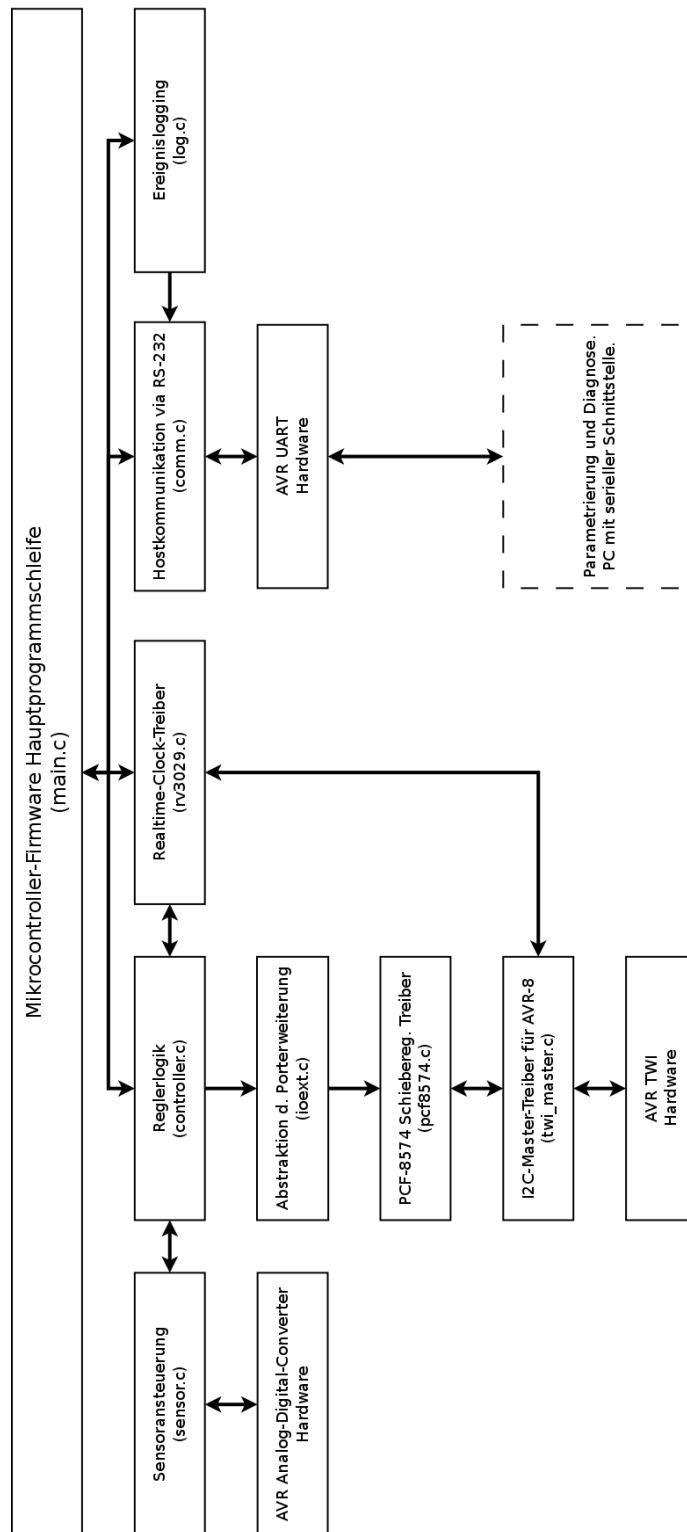 Mikrocontroller-Firmware Hauptprogrammschleife
(main.c)
Sensoransteuerung
(sensor.c)
Reglerlogik
(controller.c)
Realtime-Clock-Treiber
(rv3029.c)
Hostkommunikation via RS-232
(comm.c)
Ereignislogging
(log.c)
AVR Analog-Digital-Converter
Hardware
Abstraktion d. Porterweiterung
(ioext.c)
AVR UART
Hardware
PCF-8574 Schiebereg. Treiber
(pcf8574.c)
I2C-Master-Treiber für AVR-8
(twi_master.c)
Parametrierung und Diagnose.
PC mit serieller Schnittstelle.
AVR TWI
Hardware